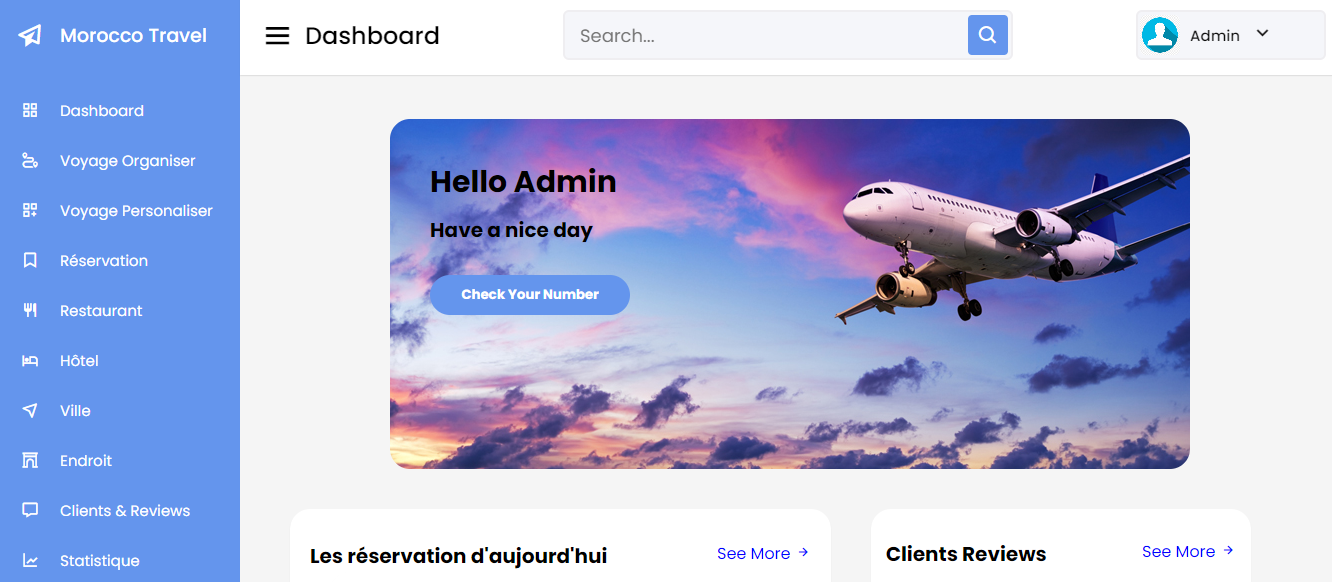 Morocco Travel
Dashboard
Search...
Admin
Dashboard
Voyage Organiser
Voyage Personaliser
Réservation
Restaurant
Hôtel
Ville
Endroit
Clients & Reviews
Statistique
Hello Admin
Have a nice day
Check Your Number
Les réservation d'aujourd'hui
See More
Clients Reviews
See More